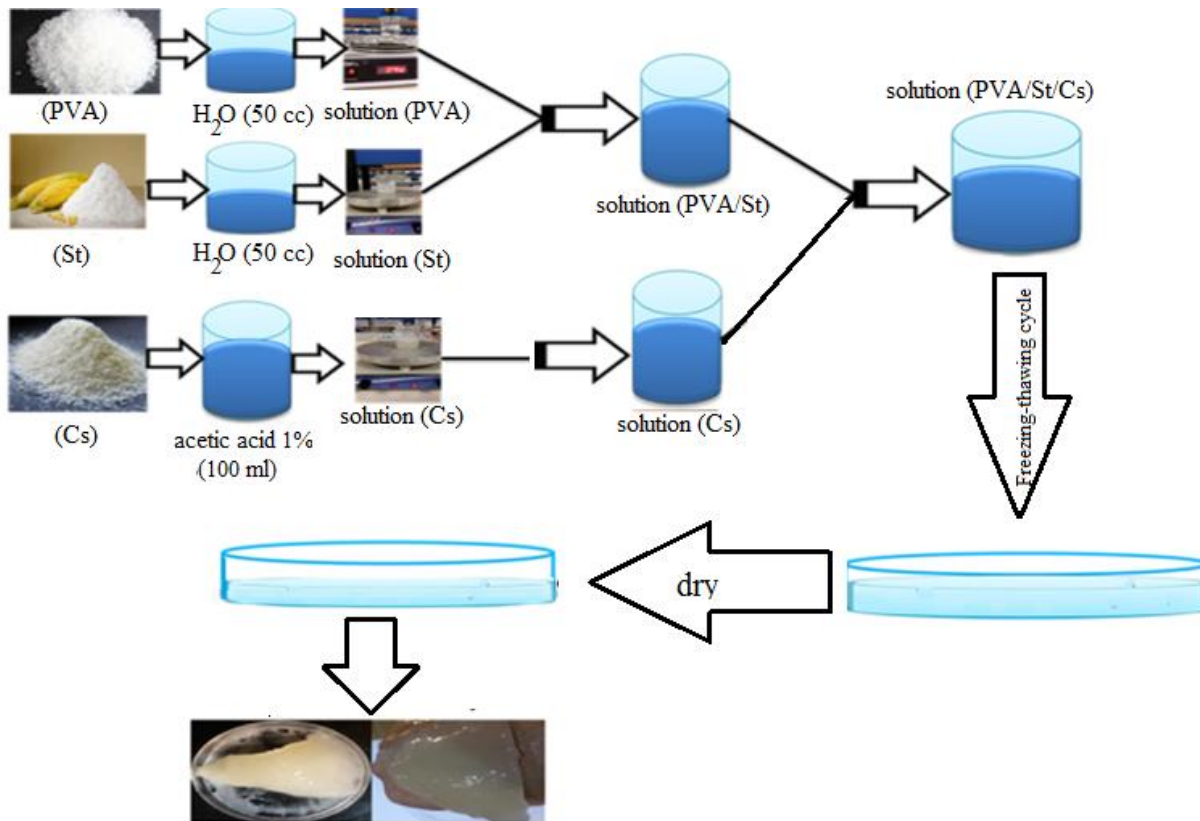 (PVA)
H2O (50 cc)
solution (PVA)
(St)
H2O (50 cc)
solution (St)
solution (PVA/St)
solution (PVA/St/Cs)
(Cs)
acetic acid 1%
(100 ml)
solution (Cs)
solution (Cs)
Freezing-thawing cycle
dry